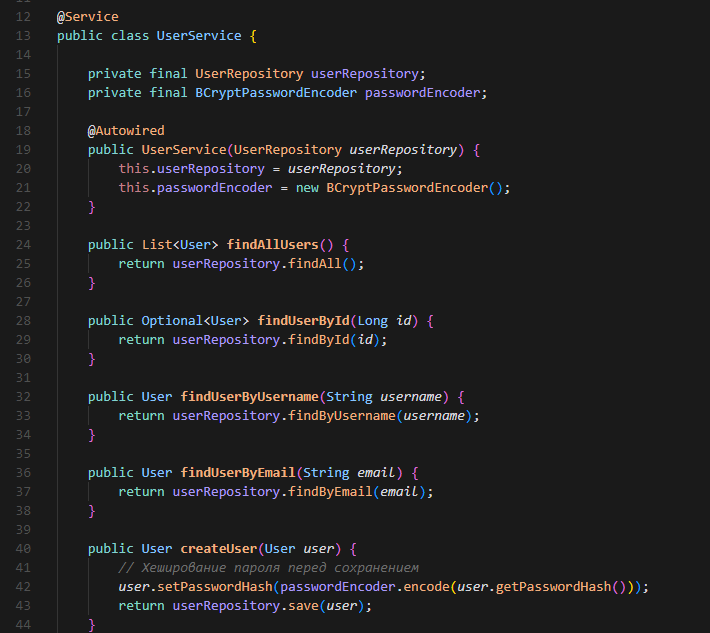 12 @Service
13 public class UserService {
14
15 private final UserRepository userRepository;
16 private final BCryptPasswordEncoder passwordEncoder;
17
18 @Autowired
19 public UserService(UserRepository userRepository) {
20 this.userRepository = userRepository;
21 this.passwordEncoder = new BCryptPasswordEncoder();
22 }
23
24 public List<User> findAllUsers() {
25 return userRepository.findAll();
26 }
27
28 public Optional<User> findUserById(Long id) {
29 return userRepository.findById(id);
30 }
31
32 public User findUserByUsername(String username) {
33 return userRepository.findByUsername(username);
34 }
35
36 public User findUserByEmail(String email) {
37 return userRepository.findByEmail(email);
38 }
39
40 public User createUser(User user) {
41 // Хеширование пароля перед сохранением
42 user.setPasswordHash(passwordEncoder.encode(user.getPasswordHash()));
43 return userRepository.save(user);
44 }